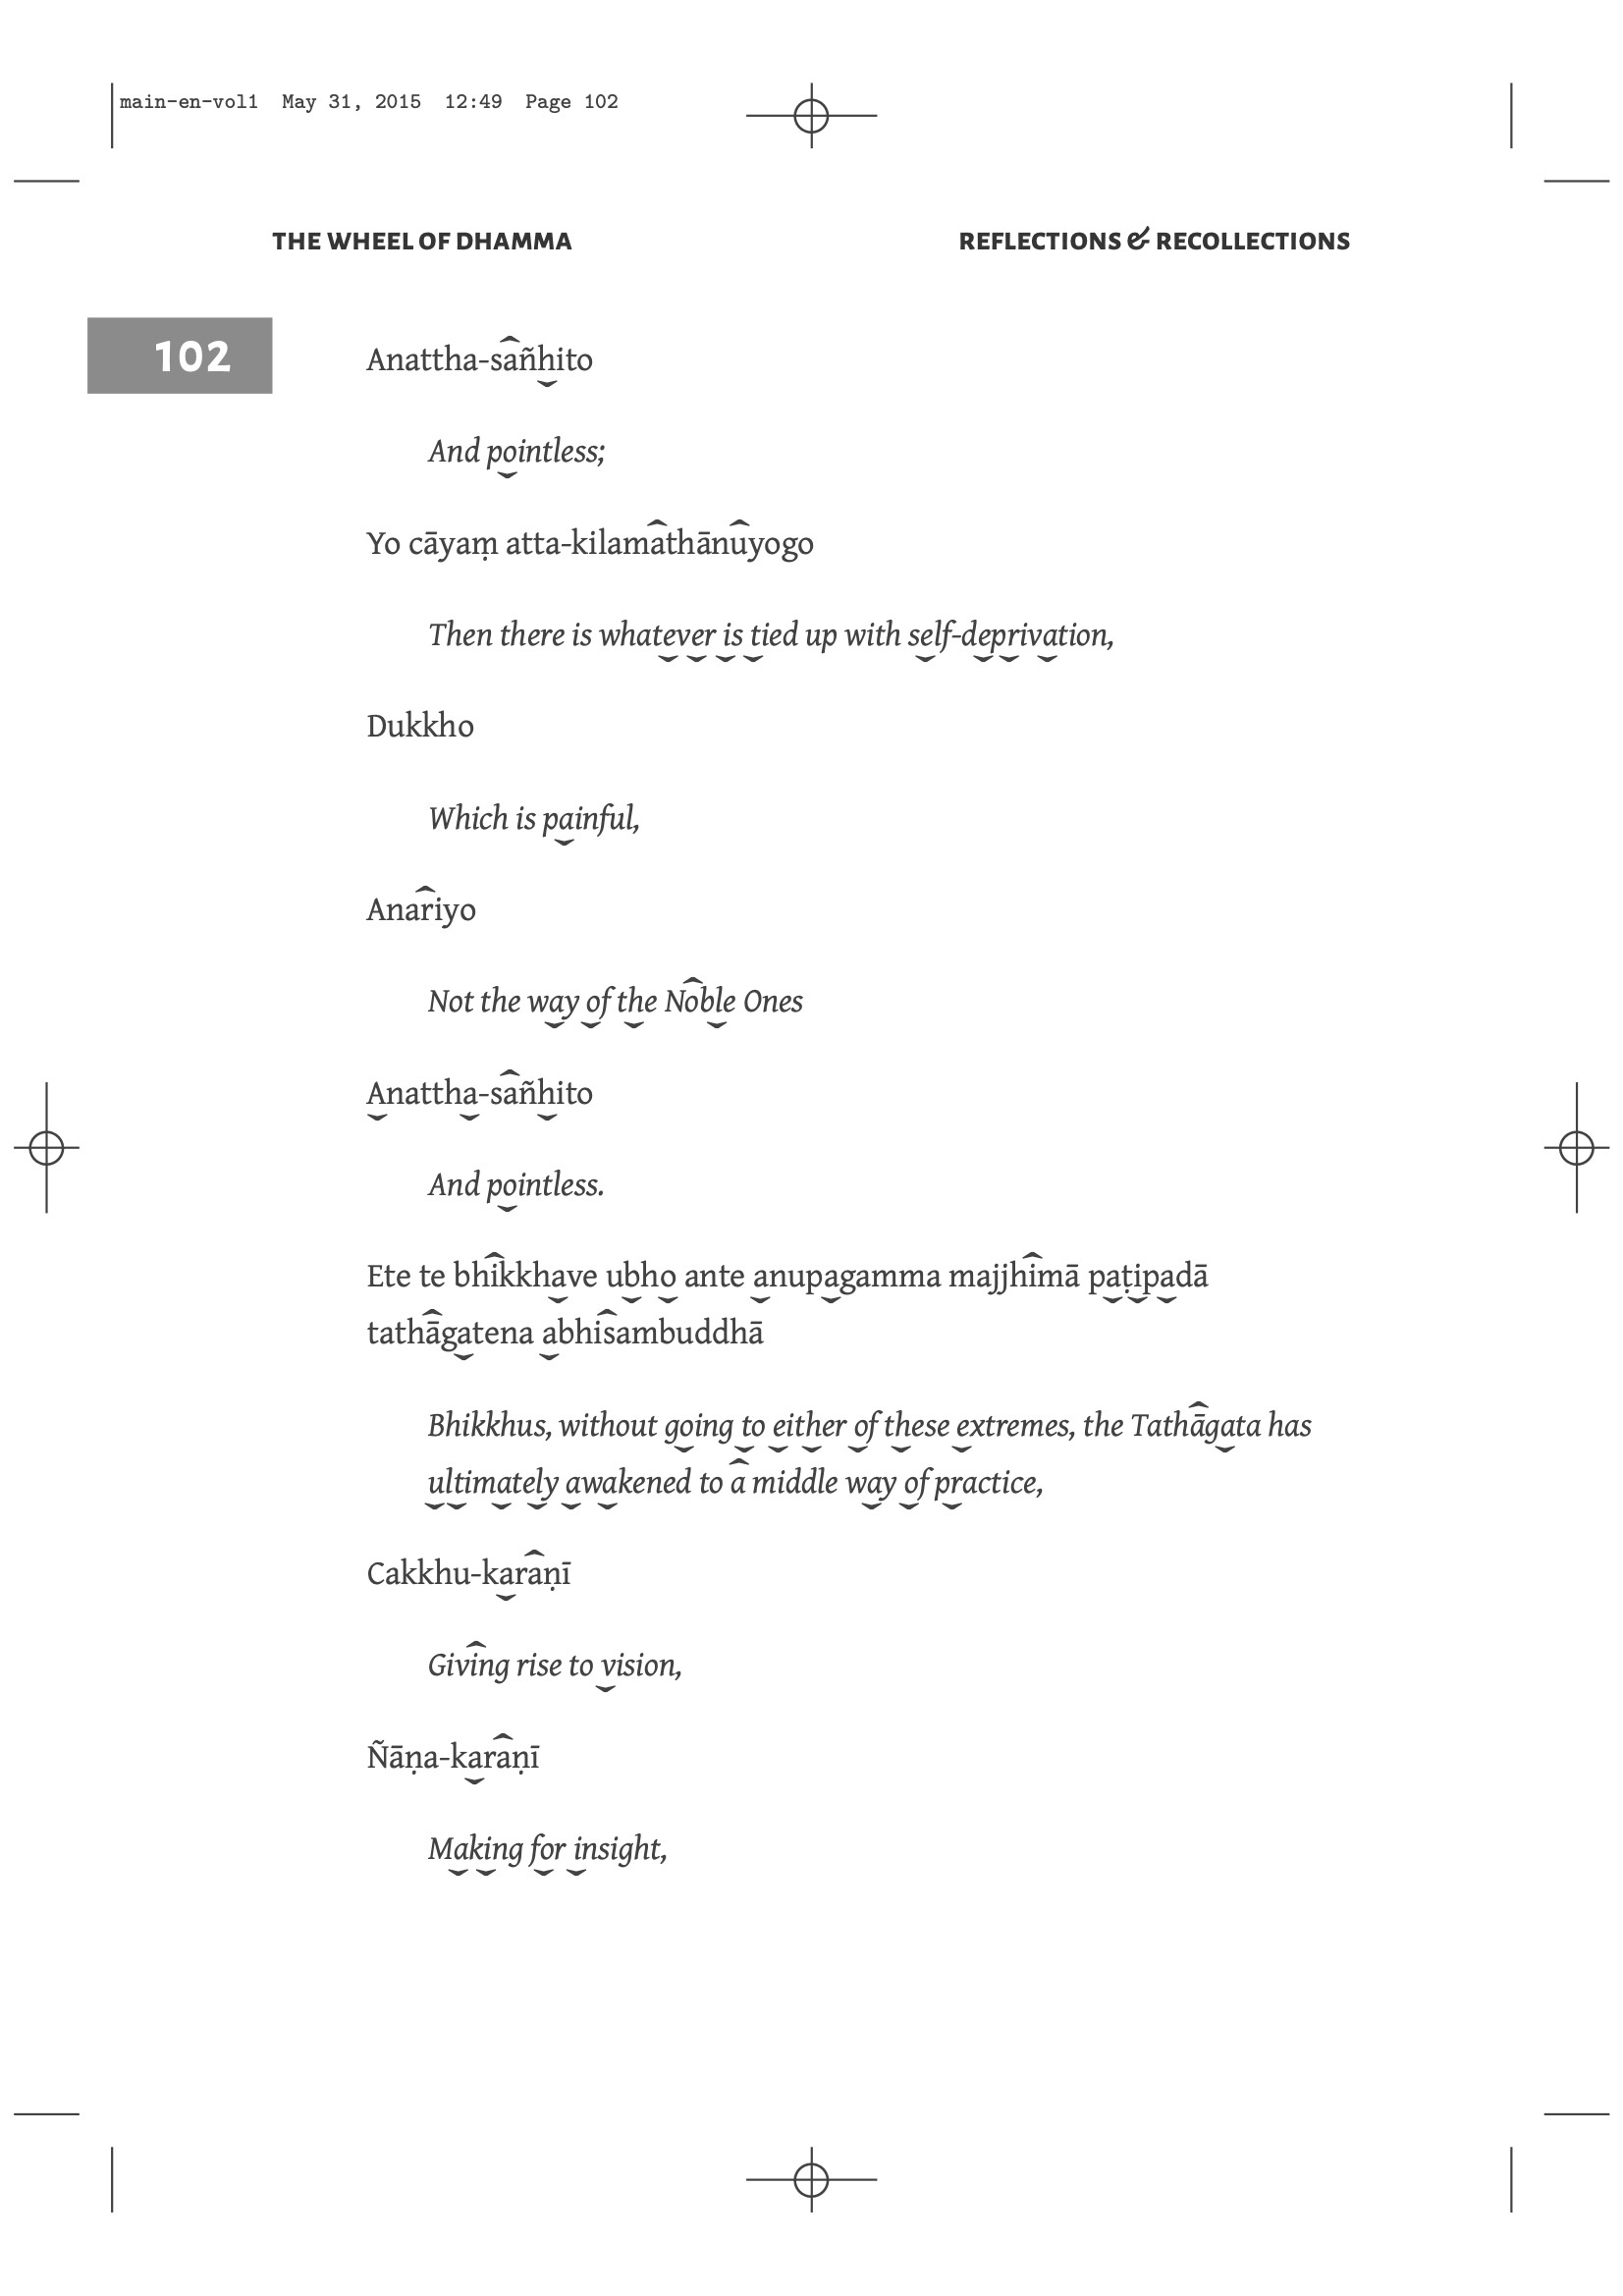 main-en-vol1 May 31, 2015 12:49 Page 102
THE WHEEL OF DHAMMA REFLECTIONS & RECOLLECTIONS
102
Anattha-sañhito
And pointless;
Yo cāyaṃ atta-kilamathānuyogo
Then there is whatever is tied up with self-deprivation,
Dukkho
Which is painful,
Anariyo
Not the way of the Noble Ones
Anattha-sañhito
And pointless.
Ete te bhikkhave ubho ante anupagamma majjhimā paṭipadā
tathāgatena abhisambuddhā
Bhikkhus, without going to either of these extremes, the Tathāgata has
ultimately awakened to a middle way of practice,
Cakkhu-karaṇī
Giving rise to vision,
Ñāṇa-karaṇī
Making for insight,